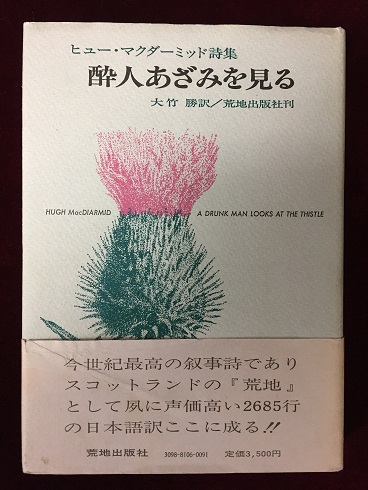 ヒュー・マクダーミッド詩集
酔人あざみを見る
大竹 勝訳／荒地出版社刊
HUGH MacDIARMID
A DRUNK MAN LOOKS AT THE THISTLE
今世紀最高の叙事詩であり
スコットランドの『荒地』
として夙に声価高い2685行
の日本語訳ここに成る!!
荒地出版社 3098-8106-0091 定価3,500円